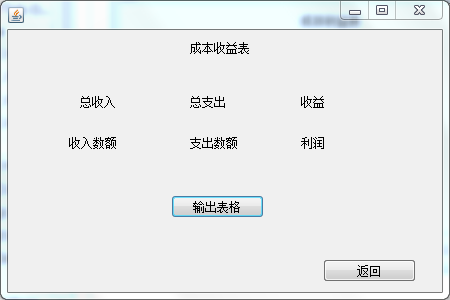 成本收益表
总收入 总支出 收益
收入数额 支出数额 利润
输出表格
返回